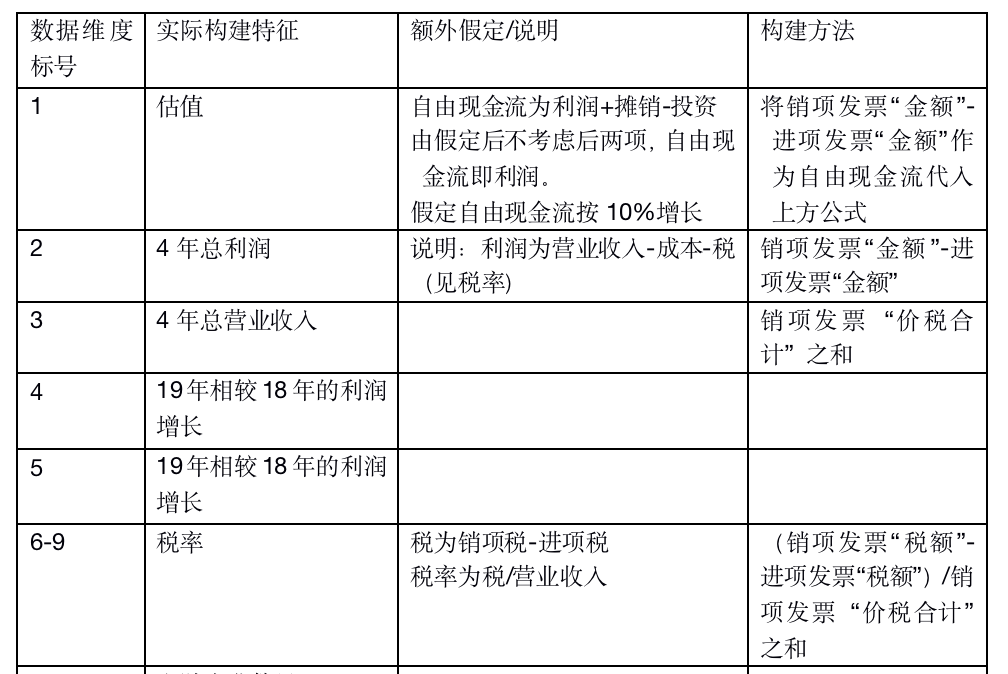 数据维度
标号
实际构建特征
额外假定/说明
构建方法
1
估值
自由现金流为利润+摊销-投资
由假定后不考虑后两项，自由现
金流即利润。
假定自由现金流按 10%增长
将销项发票“金额”-
进项发票“金额”作
为自由现金流代入
上方公式
2
4 年总利润
说明：利润为营业收入-成本-税
（见税率）
销项发票“金额”-进
项发票“金额”
3
4 年总营业收入
销项发票 “价税合
计” 之和
4
19年相较 18 年的利润
增长
5
19年相较 18 年的利润
增长
6-9
税率
税为销项税-进项税
税率为税/营业收入
（销项发票“税额”-
进项发票“税额”）/销
项发票 “价税合计”
之和